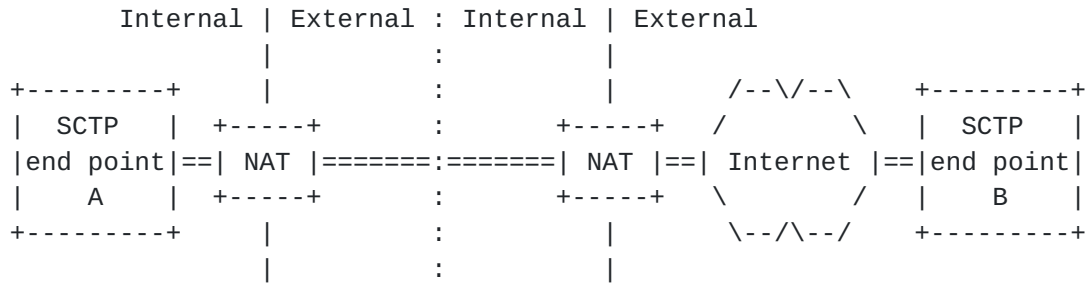 Internal | External : Internal | External
                   |          :          |
+---------+     |          :          |       /--\/--\    +---------+
|  SCTP   |  +-----+       :       +-----+   /        \   |  SCTP   |
|end point|==| NAT |=======:=======| NAT |==| Internet |==|end point|
|    A    |  +-----+       :       +-----+   \        /   |    B    |
+---------+     |          :          |       \--/\--/    +---------+
                |          :          |